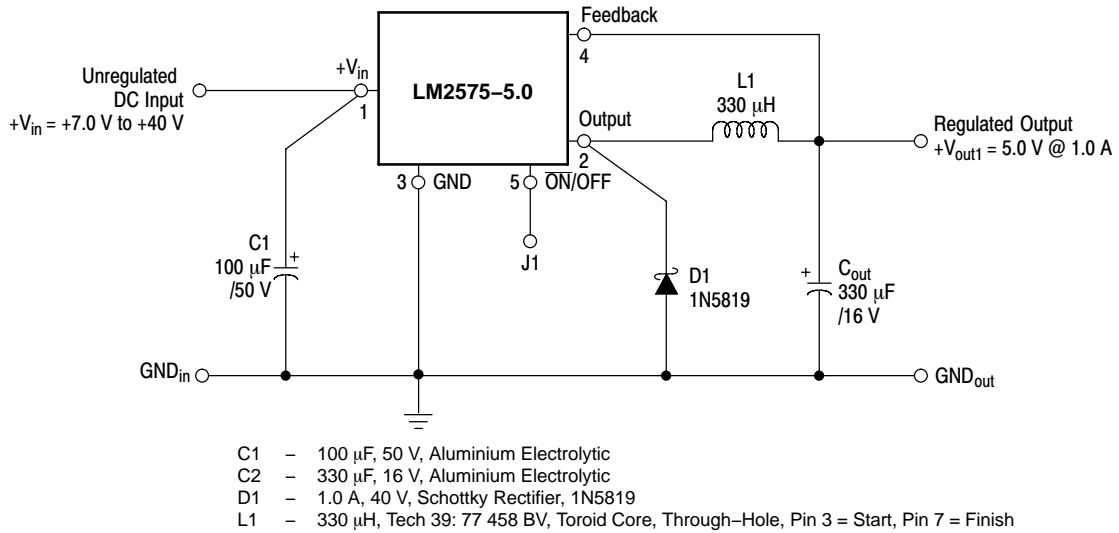 Feedback
4
Unregulated
DC Input
+Vin = +7.0 V to +40 V
+Vin
1
LM2575–5.0
L1
330 μH
Output
2
Regulated Output
+Vout1 = 5.0 V @ 1.0 A
3 GND
5 ON/OFF
J1
C1
100 μF
/50 V
+
D1
1N5819
+
Cout
330 μF
/16 V
GNDin
GNDout
C1 – 100 μF, 50 V, Aluminium Electrolytic
C2 – 330 μF, 16 V, Aluminium Electrolytic
D1 – 1.0 A, 40 V, Schottky Rectifier, 1N5819
L1 – 330 μH, Tech 39: 77 458 BV, Toroid Core, Through–Hole, Pin 3 = Start, Pin 7 = Finish